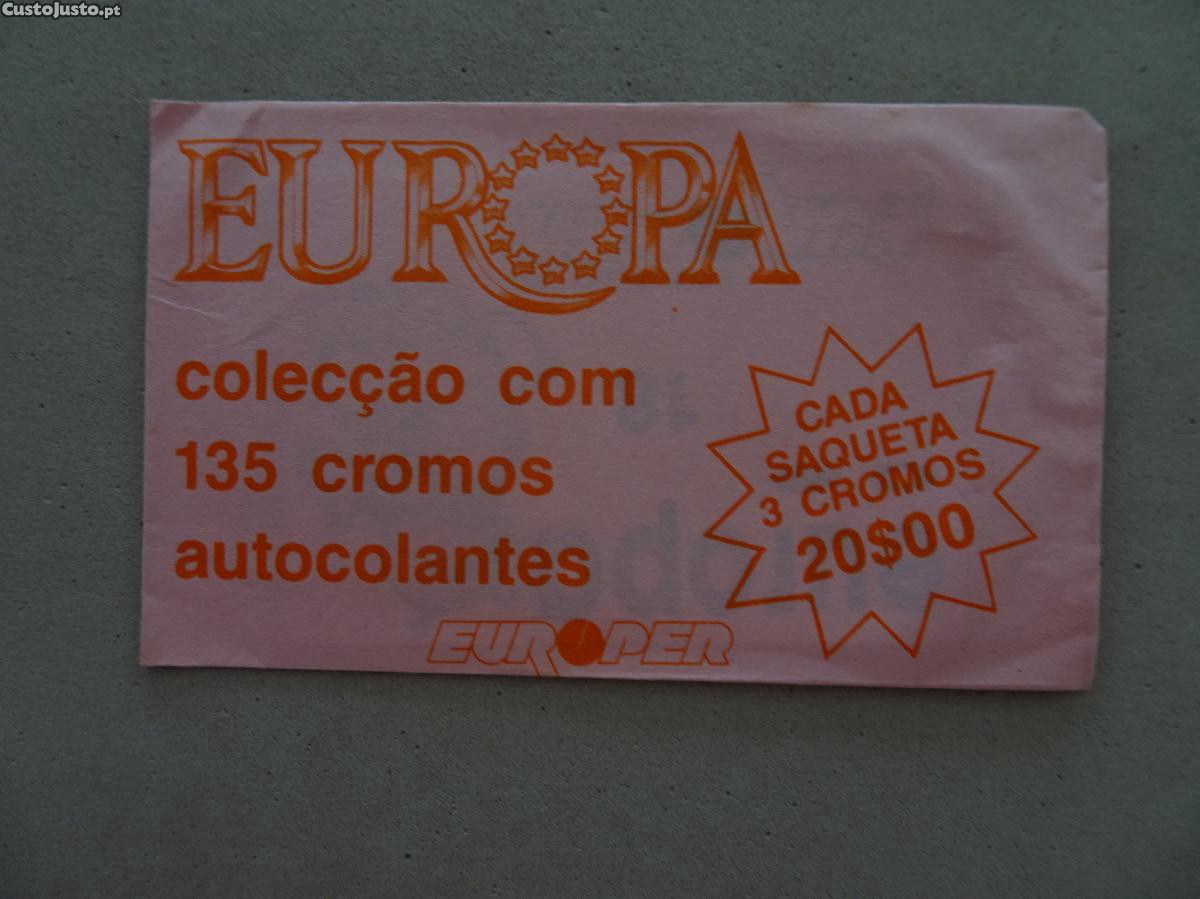 CustoJusto.pt
EUROPA
colecção com
135 cromos
autocolantes
CADA
SAQUETA
3 CROMOS
20$00
EUROPER